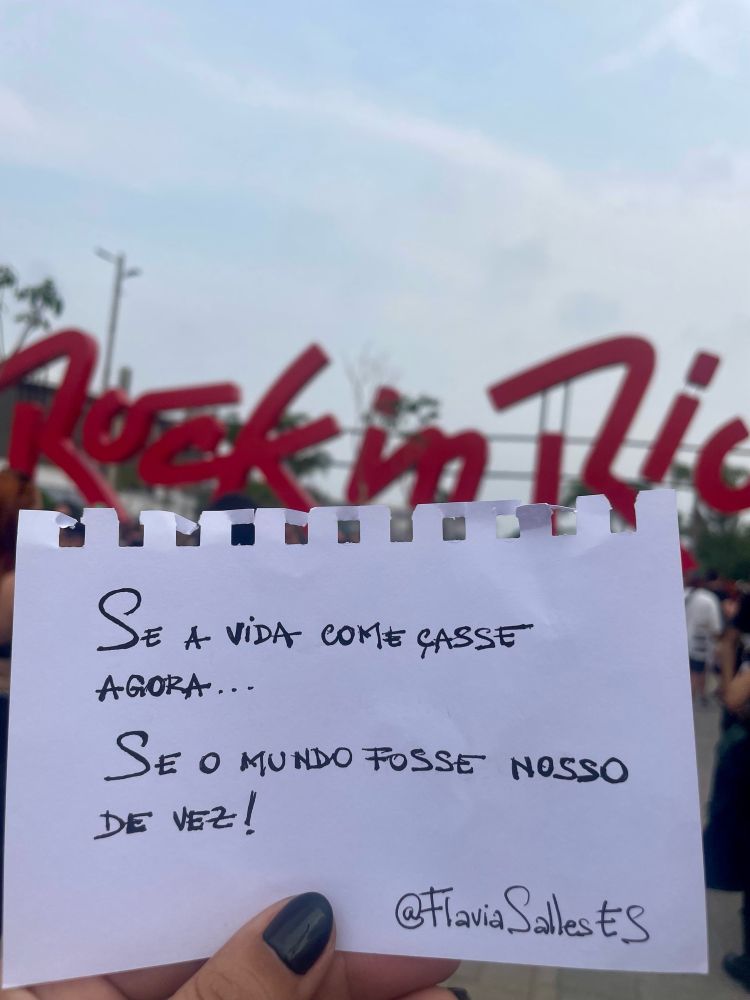 Rock in Rio
SE A VIDA COMEÇASSE
AGORA...
SE O MUNDO FOSSE NOSSO
DE VEZ!
@FlaviaSallesES